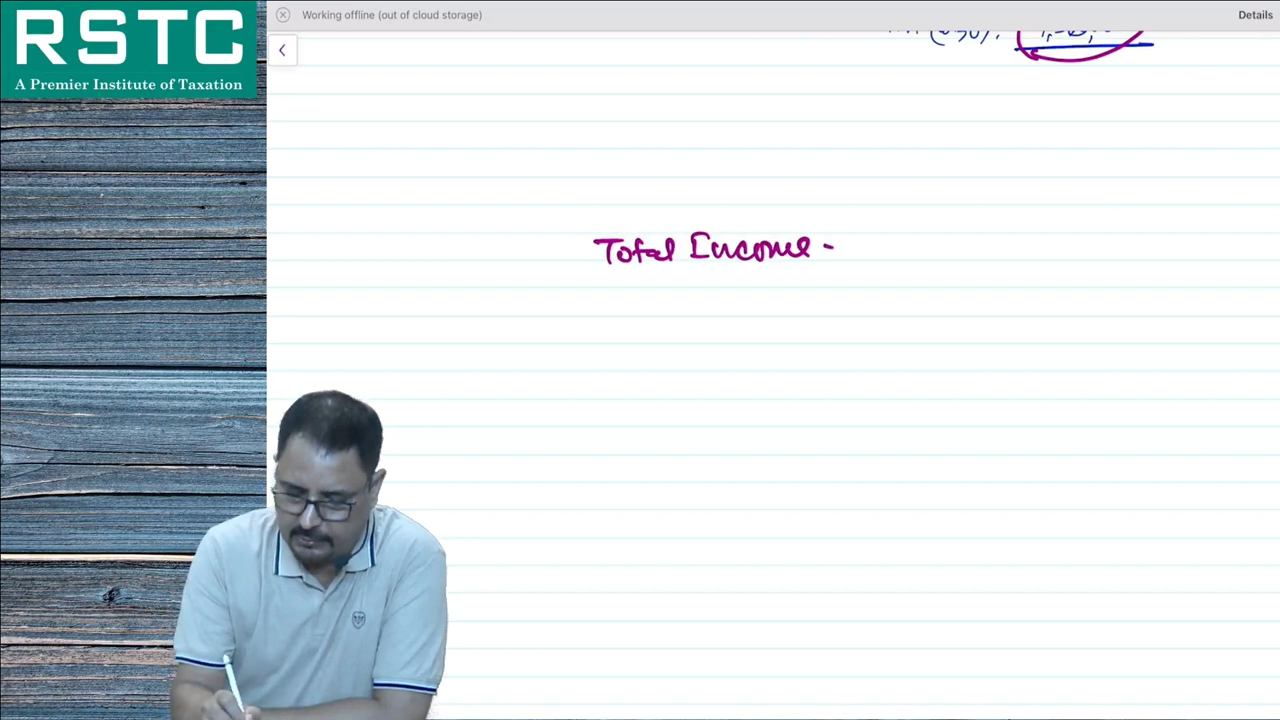 RSTC
A Premier Institute of Taxation
Working offline (out of cloud storage)
Details
Total Income -